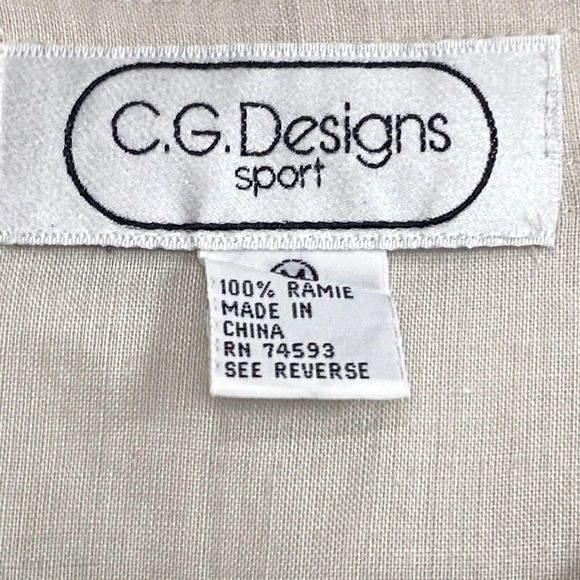 C.G.Designs
sport
M
100% RAMIE
MADE IN
CHINA
RN 74593
SEE REVERSE